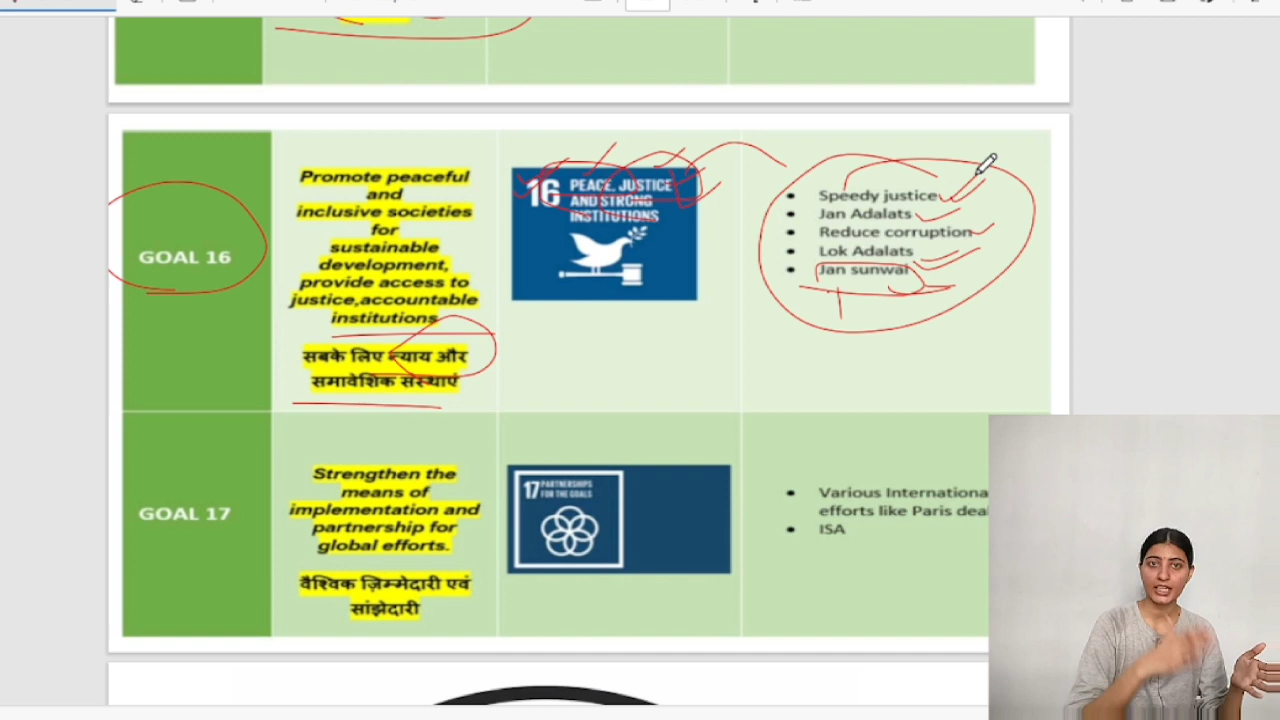 GOAL 16
Promote peaceful
and
inclusive societies
for
sustainable
development,
provide access to
justice,accountable
institutions
सबके लिए न्याय और
समावेशिक संस्थाएं
16 PEACE, JUSTICE
AND STRONG
INSTITUTIONS
• Speedy justice
• Jan Adalats
• Reduce corruption
• Lok Adalats
• Jan sunwai
GOAL 17
Strengthen the
means of
implementation and
partnership for
global efforts.
वैश्विक ज़िम्मेदारी एवं
सांझेदारी
17 PARTNERSHIPS
FOR THE GOALS
• Various Internationa
efforts like Paris deal
• ISA